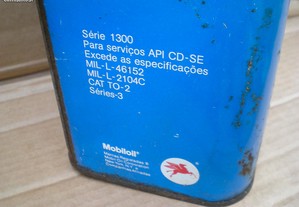 Série 1300
Para serviços API CD-SE
Excede as especificações
MIL-L-46152
MIL-L-2104C
CAT TO-2
Séries-3
Mobiloil